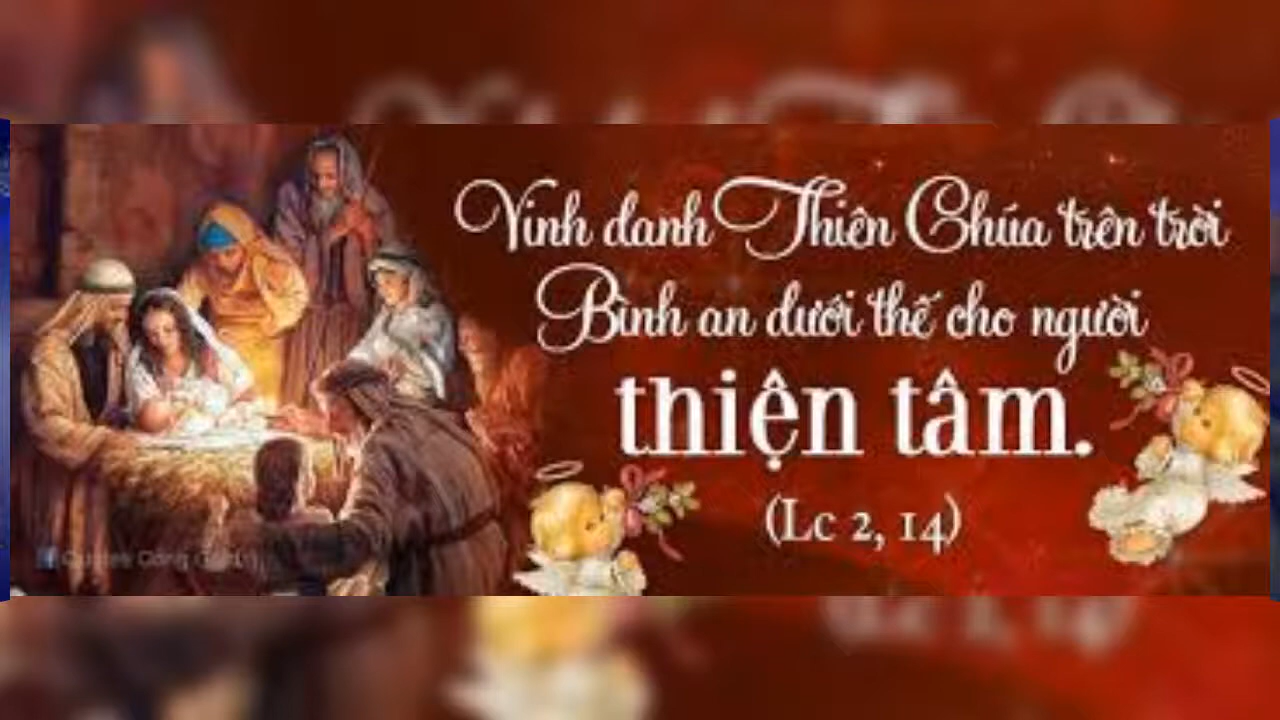 Vinh danh Thiên Chúa trên trời
Bình an dưới thế cho người
thiện tâm.
(Lc 2, 14)